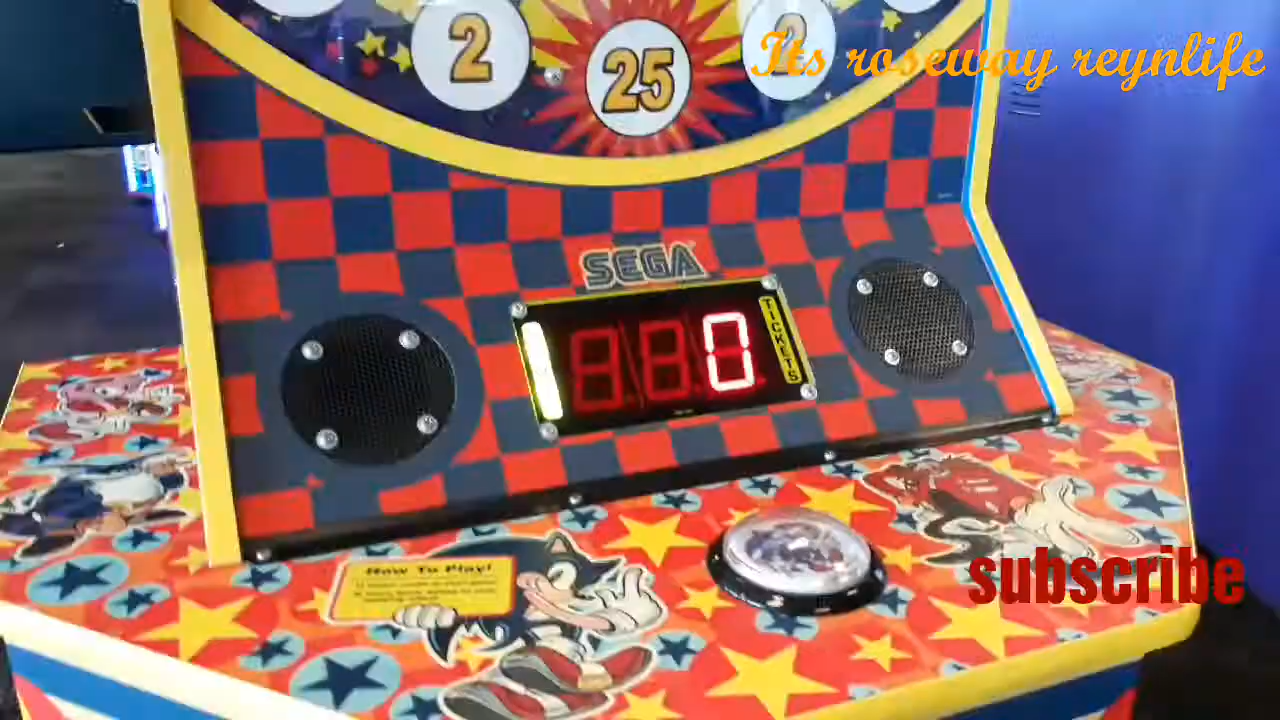 Its roseway reynlife
2
25
2
SEGA
0
TICKETS
How To Play!
subscribe